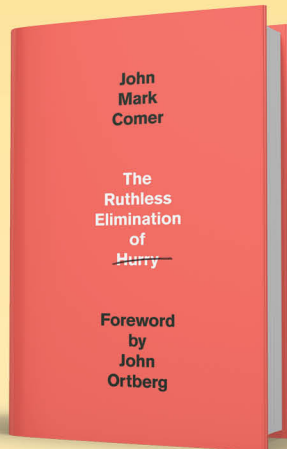 John
Mark
Comer
The
Ruthless
Elimination
of
Hurry
Foreword
by
John
Ortberg